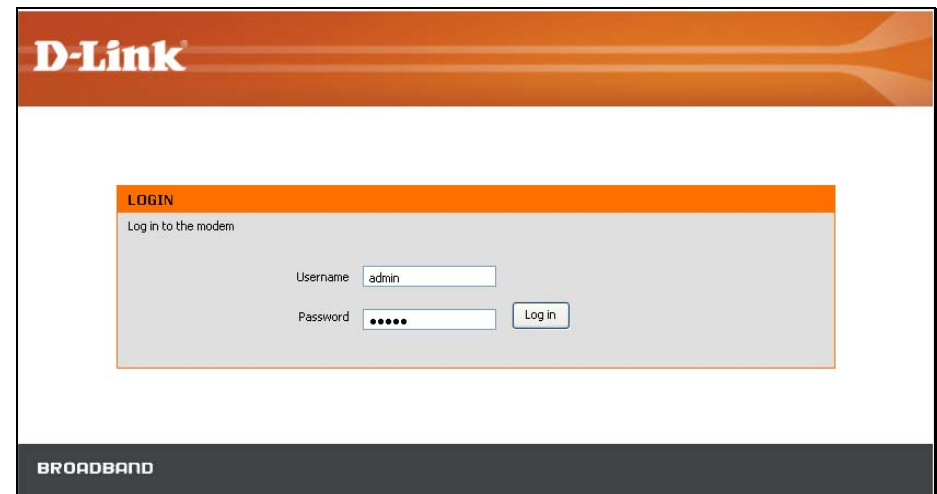 D-Link
LOGIN
Log in to the modem
Username admin
Password ●●●●● Log in
BROADBAND